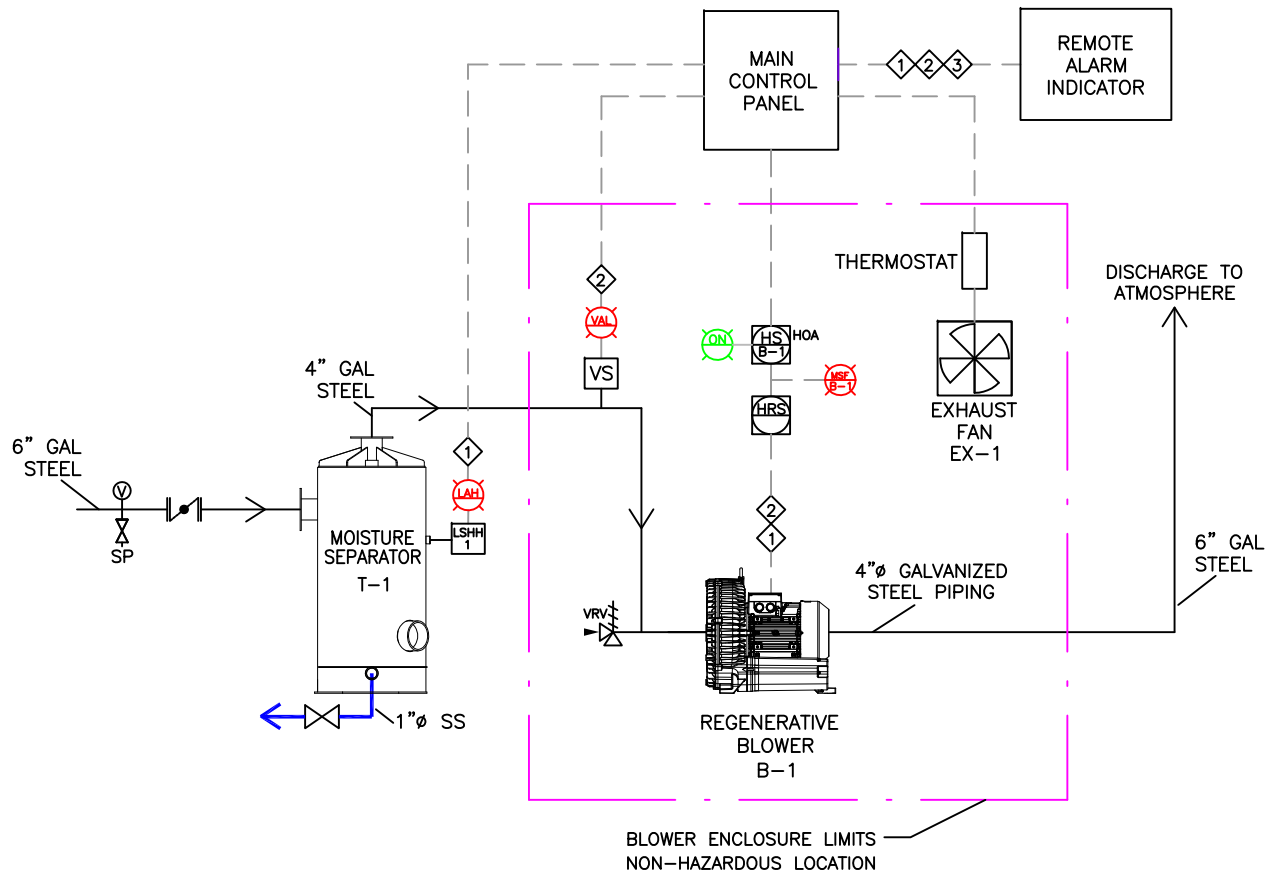 MAIN
CONTROL
PANEL
1 2 3
REMOTE
ALARM
INDICATOR
THERMOSTAT
DISCHARGE TO
ATMOSPHERE
2
VAL
VS
ON
HS
B-1
HOA
MSF
B-1
HRS
EXHAUST
FAN
EX-1
4" GAL
STEEL
6" GAL
STEEL
V
SP
1
LAH
LSHH
1
MOISTURE
SEPARATOR
T-1
2
1
VRV
4"ø GALVANIZED
STEEL PIPING
6" GAL
STEEL
1"ø SS
REGENERATIVE
BLOWER
B-1
BLOWER ENCLOSURE LIMITS
NON-HAZARDOUS LOCATION